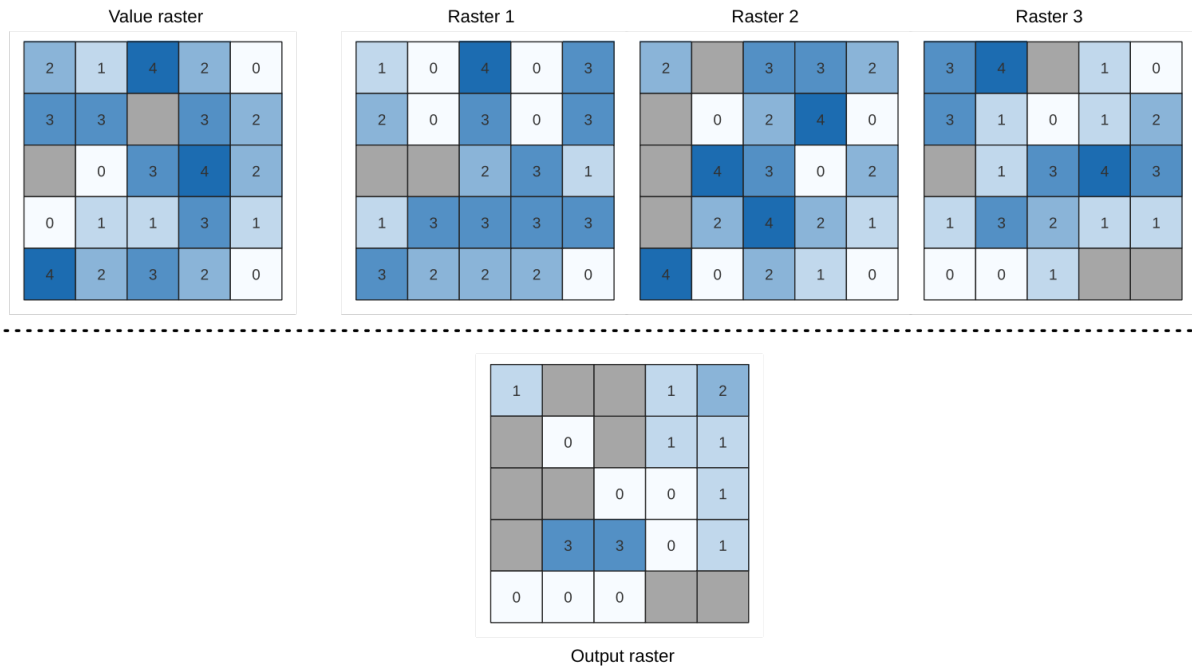 Value raster Raster 1 Raster 2 Raster 3
2 1 4 2 0 1 0 4 0 3 2 3 3 2 3 4 1 0
3 3 3 2 2 0 3 0 3 0 2 4 0 3 1 0 1 2
0 3 4 2 2 3 1 4 3 0 2 1 3 4 3
0 1 1 3 1 1 3 3 3 3 2 4 2 1 1 3 2 1 1
4 2 3 2 0 3 2 2 2 0 4 0 2 1 0 0 0 1
1 1 2
0 1 1
0 0 1
3 3 0 1
0 0 0
Output raster